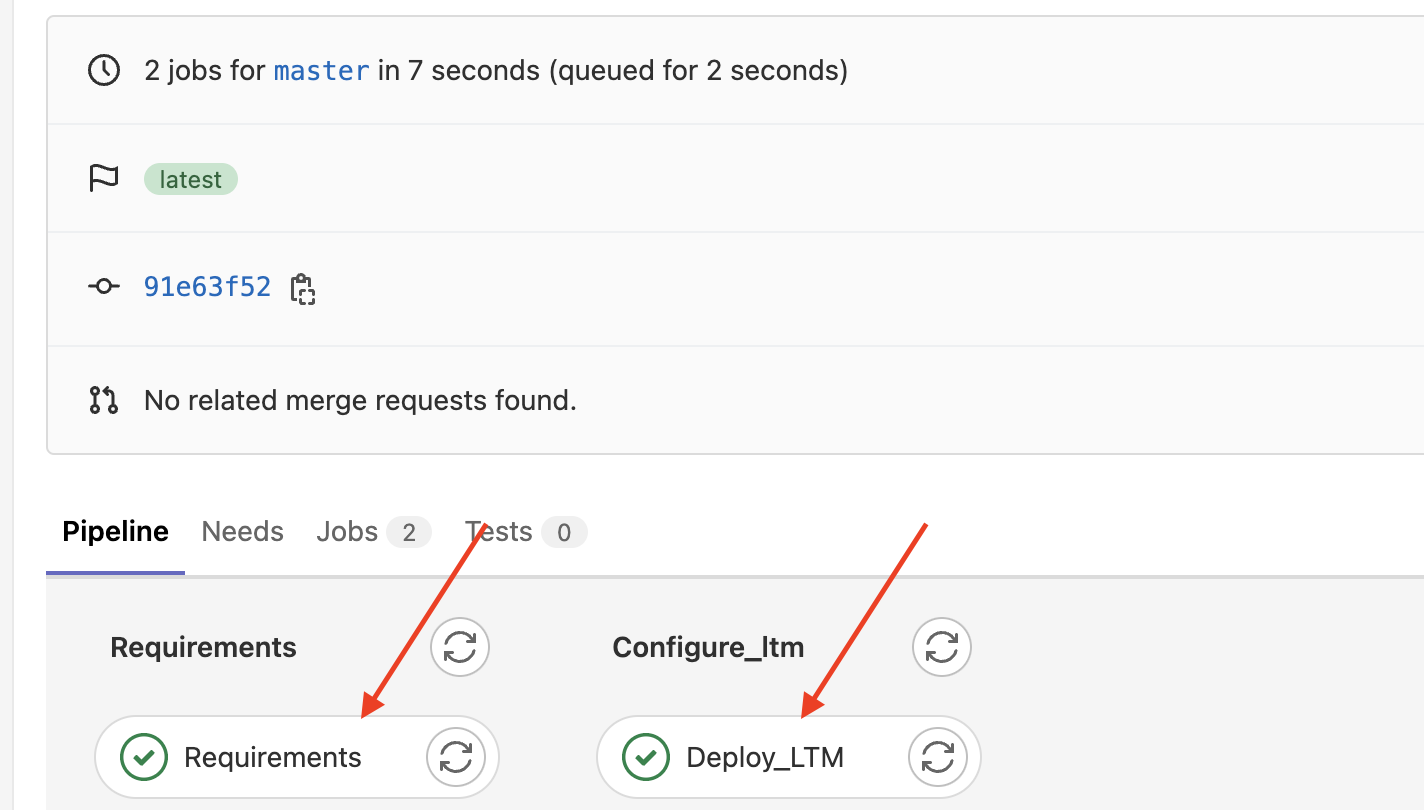 2 jobs for master in 7 seconds (queued for 2 seconds)
latest
91e63f52
No related merge requests found.
Pipeline Needs Jobs 2 Tests 0
Requirements Configure_ltm
Requirements Deploy_LTM